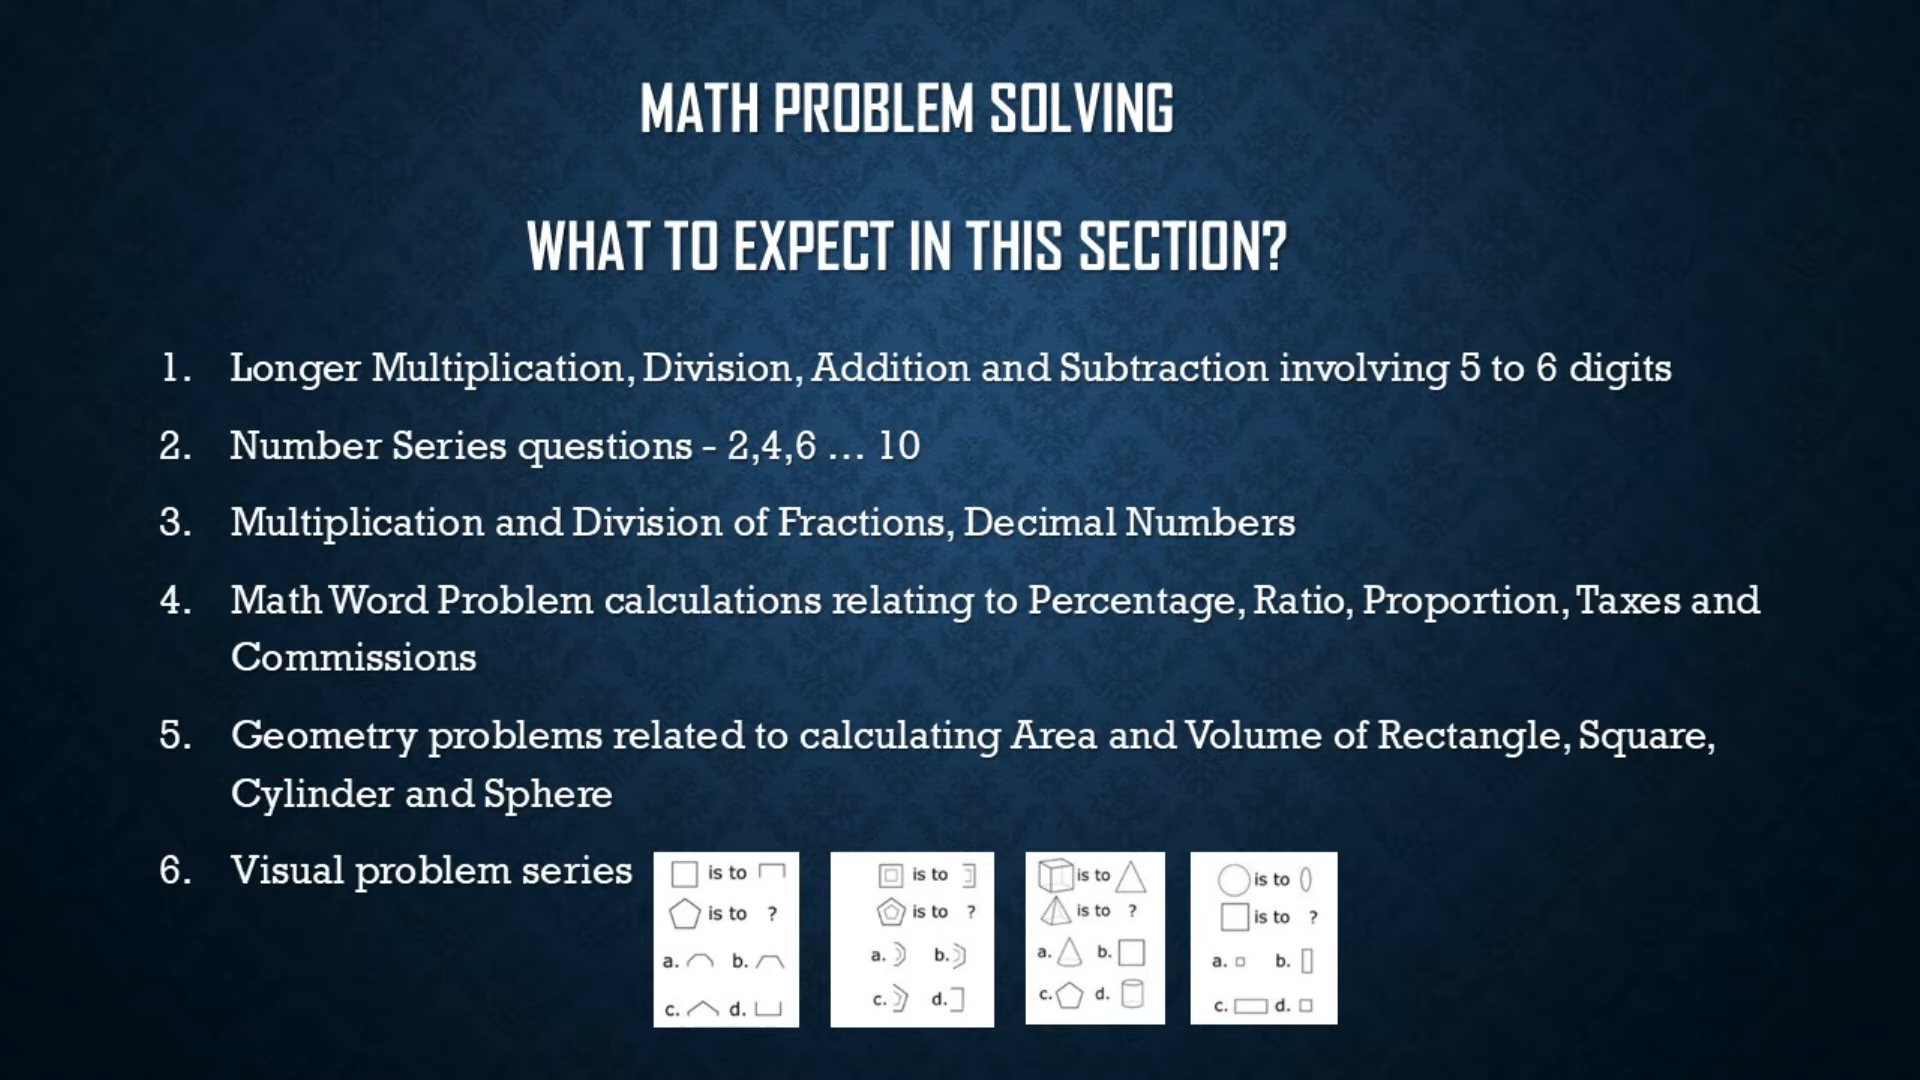 MATH PROBLEM SOLVING
WHAT TO EXPECT IN THIS SECTION?
1. Longer Multiplication, Division, Addition and Subtraction involving 5 to 6 digits
2. Number Series questions - 2,4,6 ... 10
3. Multiplication and Division of Fractions, Decimal Numbers
4. Math Word Problem calculations relating to Percentage, Ratio, Proportion, Taxes and
Commissions
5. Geometry problems related to calculating Area and Volume of Rectangle, Square,
Cylinder and Sphere
6. Visual problem series
is to
is to ?
a. b.
c. d.
is to
is to ?
a. b.
c. d.
is to
is to ?
a. b.
c. d.
is to
is to ?
a. b.
c. d.